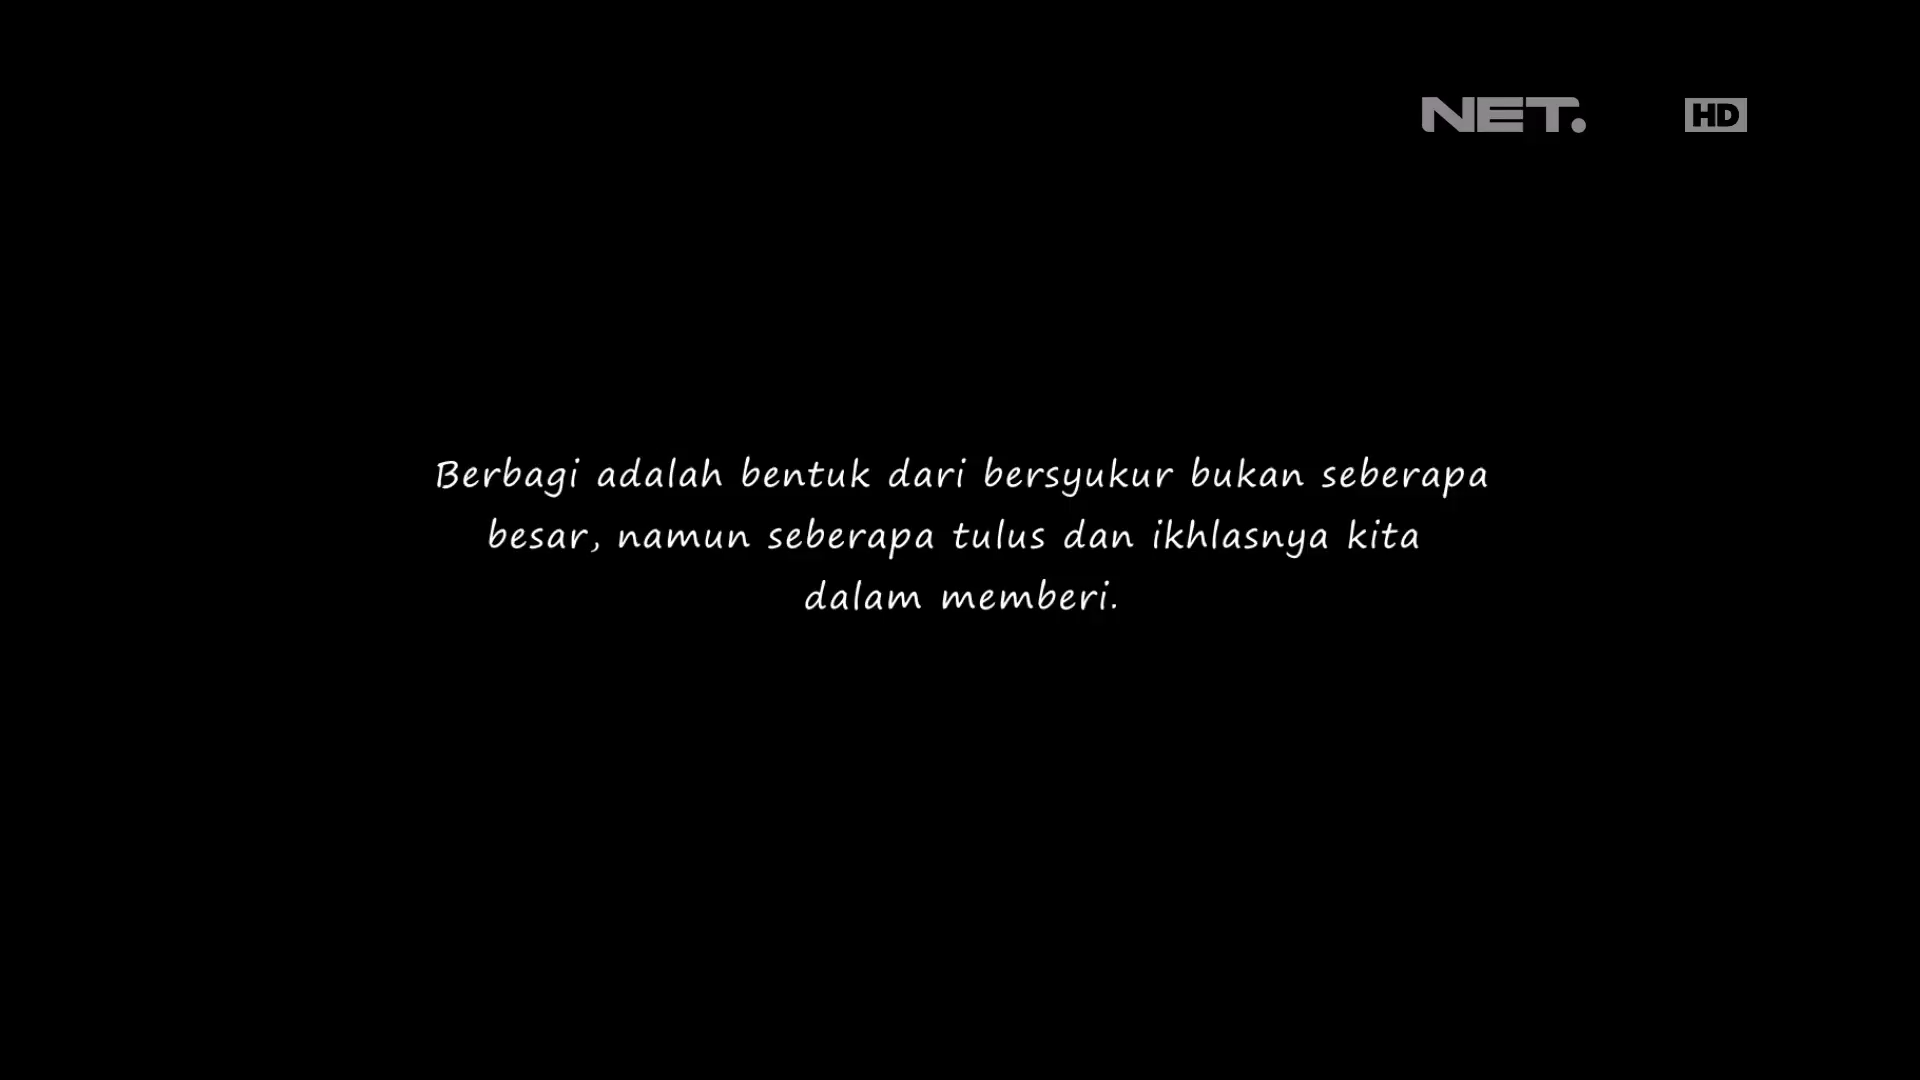 NET. HD
Berbagi adalah bentuk dari bersyukur bukan seberapa
besar, namun seberapa tulus dan ikhlasnya kita
dalam memberi.